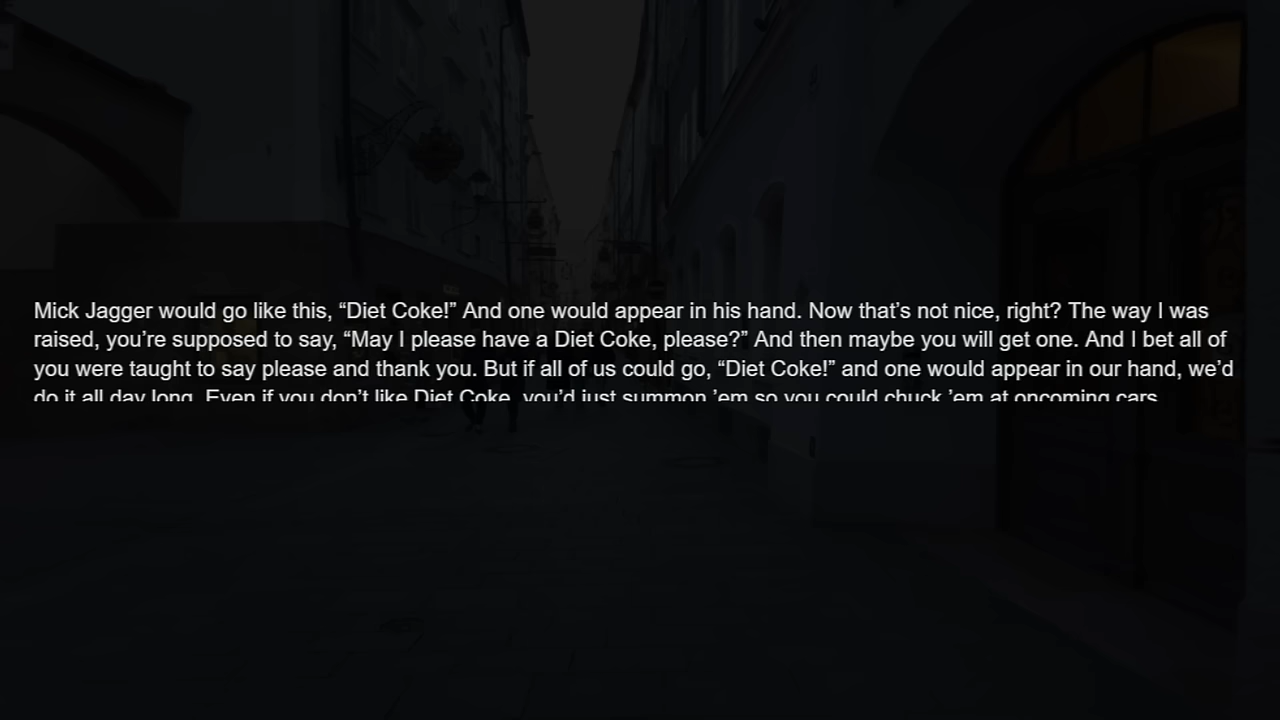 Mick Jagger would go like this, “Diet Coke!” And one would appear in his hand. Now that’s not nice, right? The way I was
raised, you’re supposed to say, “May I please have a Diet Coke, please?” And then maybe you will get one. And I bet all of
you were taught to say please and thank you. But if all of us could go, “Diet Coke!” and one would appear in our hand, we’d
do it all day long. Even if you don’t like Diet Coke, you’d just summon ’em so you could chuck ’em at oncoming cars.